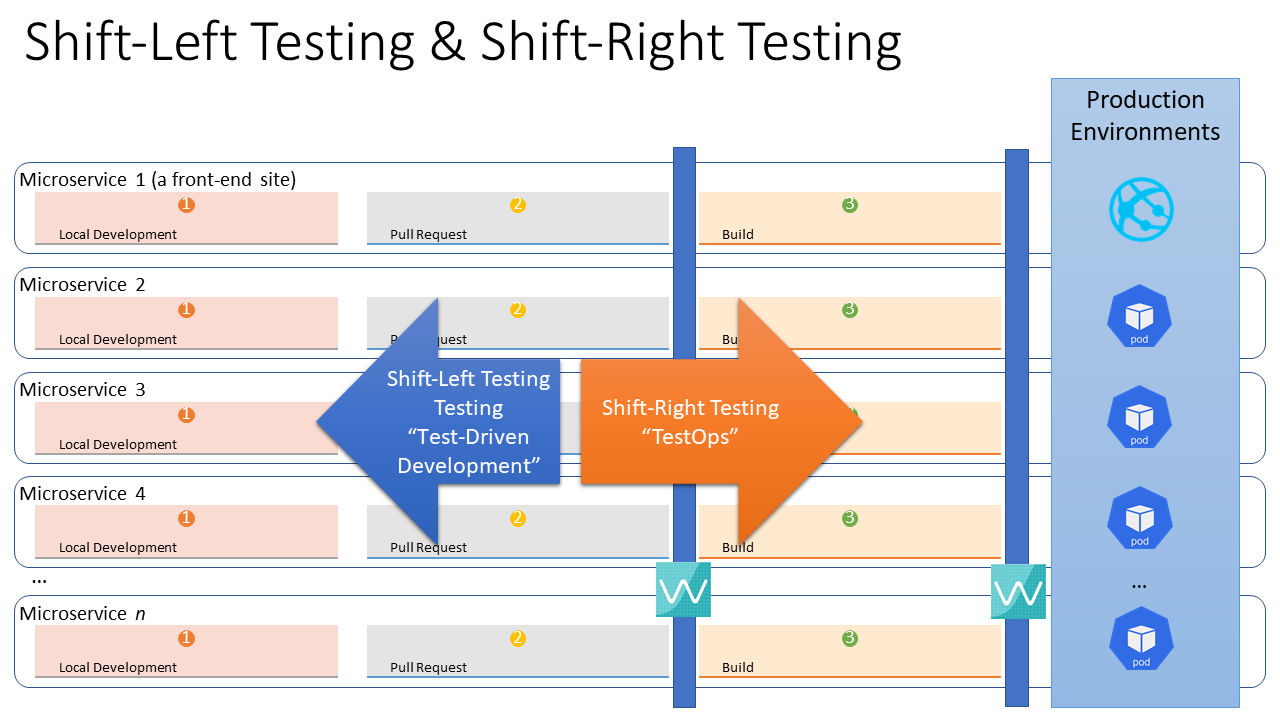 Shift-Left Testing & Shift-Right Testing
Production
Environments
Microservice 1 (a front-end site)
1
Local Development
2
Pull Request
3
Build
Microservice 2
1
Local Development
2
Pull Request
3
Bu
pod
Microservice 3
1
Local Development
pod
Shift-Left Testing
Testing
“Test-Driven
Development”
Shift-Right Testing
“TestOps”
Microservice 4
1
Local Development
2
Pull Request
3
Build
pod
...
...
Microservice n
1
Local Development
2
Pull Request
3
Build
pod